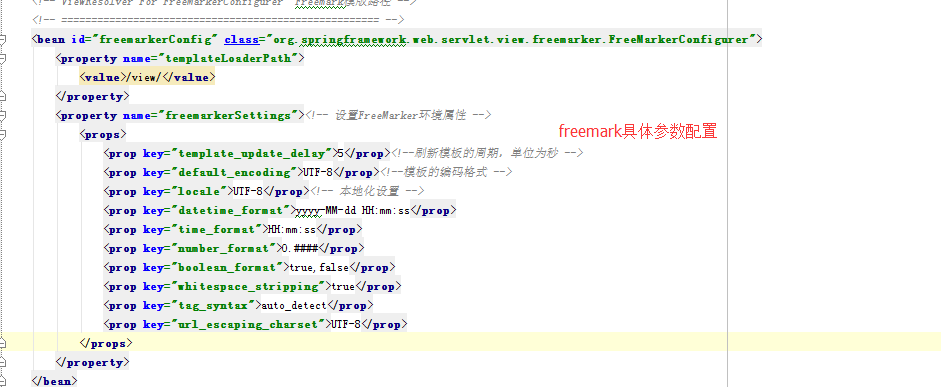 <!-- ViewResolver For FreeMarkerConfigurer  Freemark模版路径 -->
<!-- ======================================================== -->
<bean id="freemarkerConfig" class="org.springframework.web.servlet.view.freemarker.FreeMarkerConfigurer">
<property name="templateLoaderPath">
<value>/view/</value>
</property>
<property name="freemarkerSettings"><!-- 设置FreeMarker环境属性 -->
<props>
freemark具体参数配置
<prop key="template_update_delay">5</prop><!--刷新模板的周期，单位为秒 -->
<prop key="default_encoding">UTF-8</prop><!--模板的编码格式 -->
<prop key="locale">UTF-8</prop><!-- 本地化设置 -->
<prop key="datetime_format">yyyy-MM-dd HH:mm:ss</prop>
<prop key="time_format">HH:mm:ss</prop>
<prop key="number_format">0.####</prop>
<prop key="boolean_format">true,false</prop>
<prop key="whitespace_stripping">true</prop>
<prop key="tag_syntax">auto_detect</prop>
<prop key="url_escaping_charset">UTF-8</prop>
</props>
</property>
</bean>